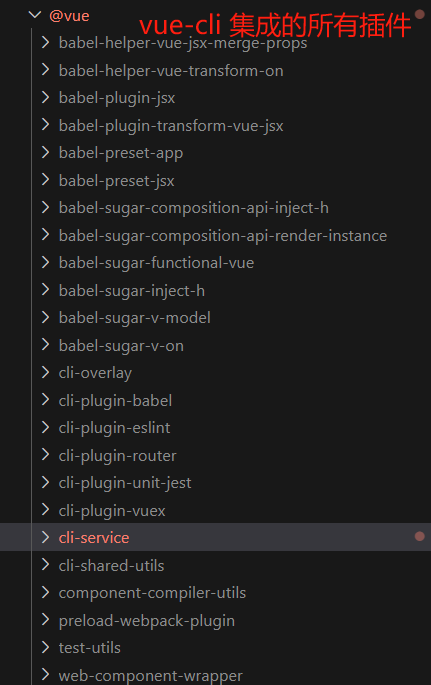 @vue
vue-cli 集成的所有插件
babel-helper-vue-jsx-merge-props
babel-helper-vue-transform-on
babel-plugin-jsx
babel-plugin-transform-vue-jsx
babel-preset-app
babel-preset-jsx
babel-sugar-composition-api-inject-h
babel-sugar-composition-api-render-instance
babel-sugar-functional-vue
babel-sugar-inject-h
babel-sugar-v-model
babel-sugar-v-on
cli-overlay
cli-plugin-babel
cli-plugin-eslint
cli-plugin-router
cli-plugin-unit-jest
cli-plugin-vuex
cli-service
cli-shared-utils
component-compiler-utils
preload-webpack-plugin
test-utils
web-component-wrapper